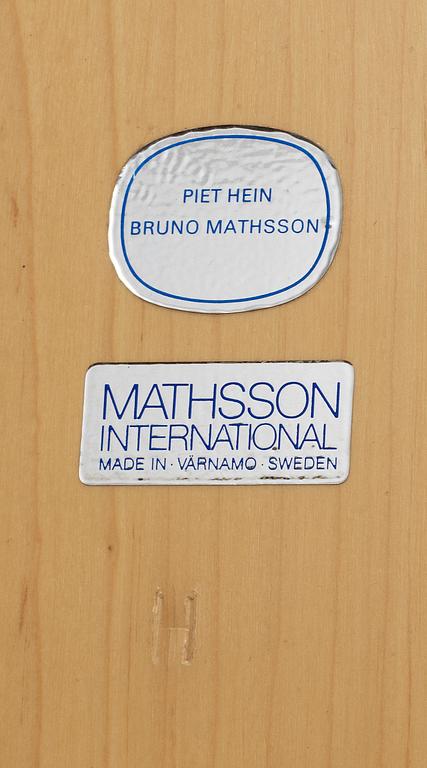 PIET HEIN
BRUNO MATHSSON
MATHSSON
INTERNATIONAL
MADE IN · VÄRNAMO · SWEDEN
H